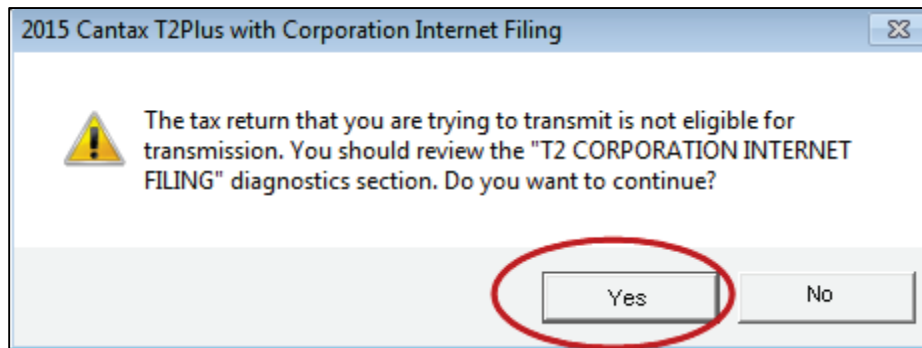 2015 Cantax T2Plus with Corporation Internet Filing
The tax return that you are trying to transmit is not eligible for
transmission. You should review the "T2 CORPORATION INTERNET
FILING" diagnostics section. Do you want to continue?
Yes
No